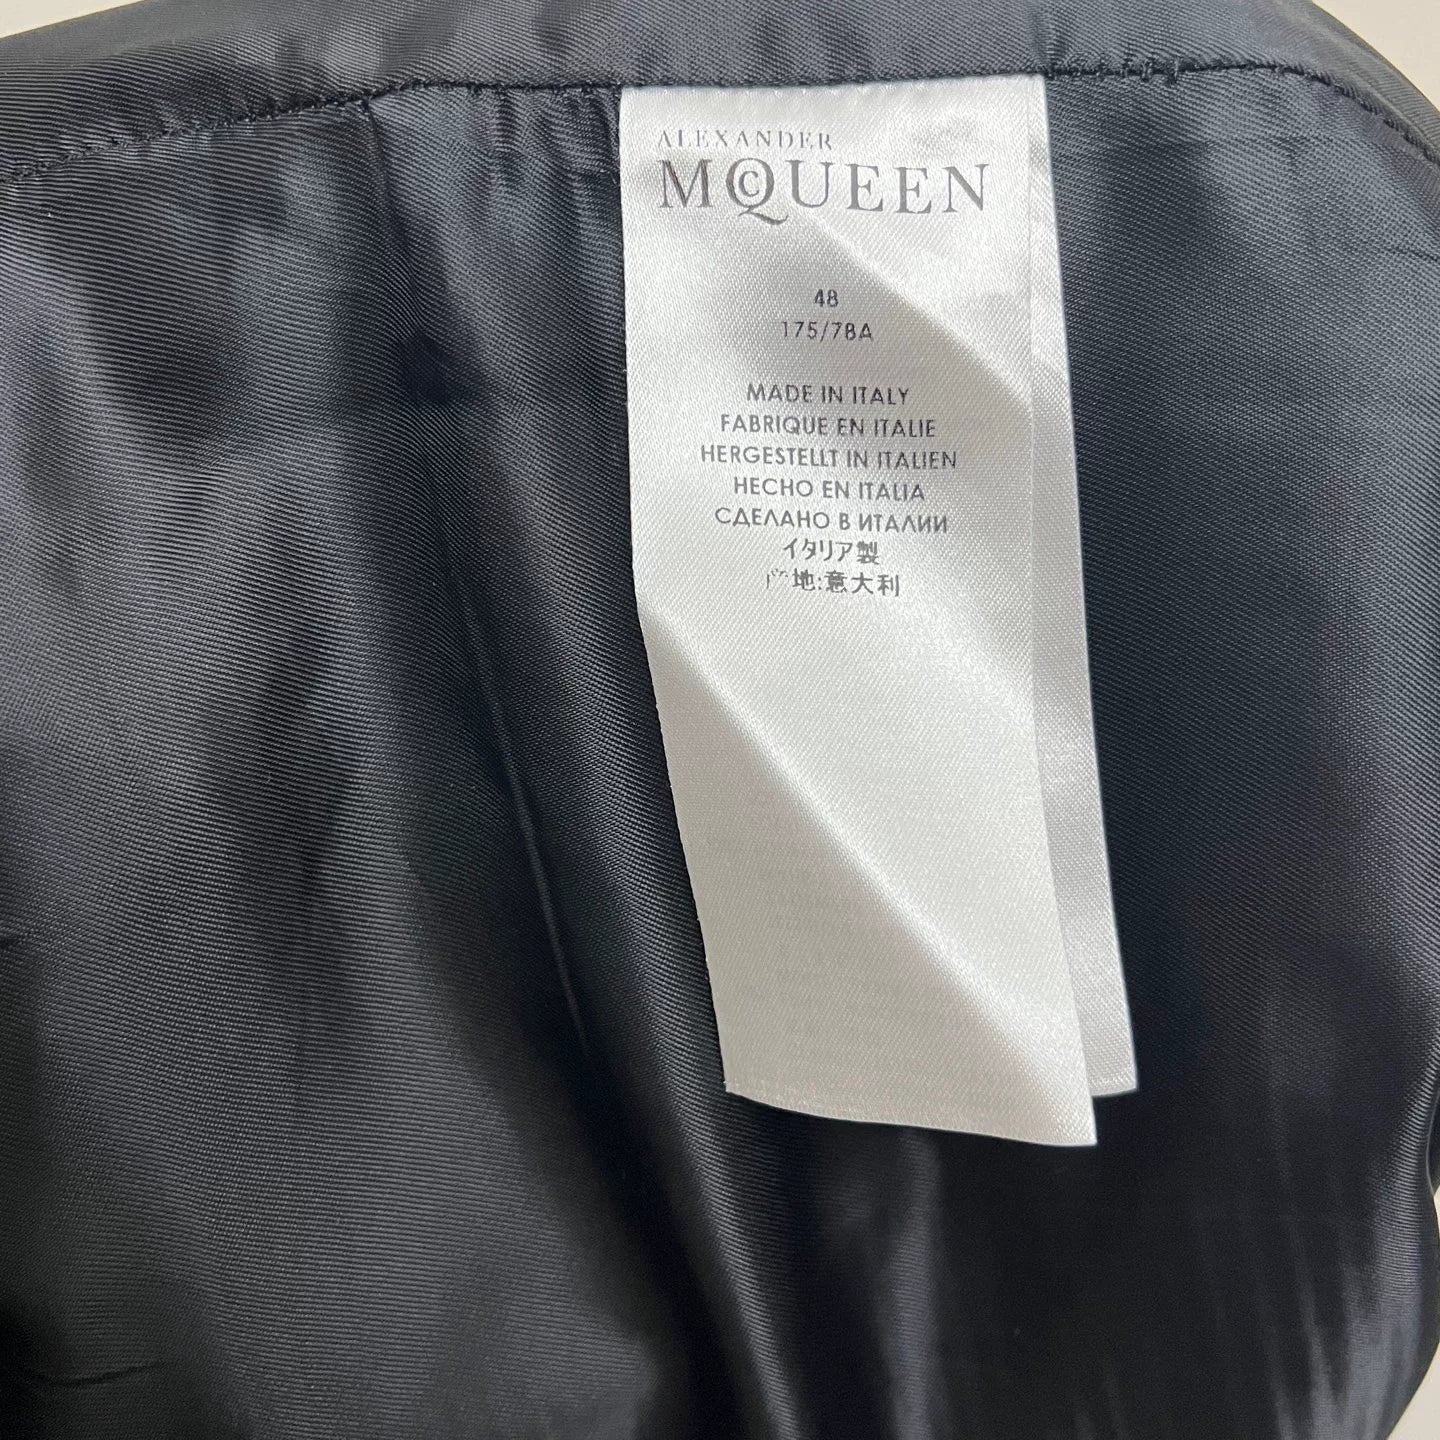 ALEXANDER
McQUEEN
48
175/78A
MADE IN ITALY
FABRIQUE EN ITALIE
HERGESTELLT IN ITALIEN
HECHO EN ITALIA
СДЕЛАНО В ИТАЛИИ
イタリア製
产地:意大利